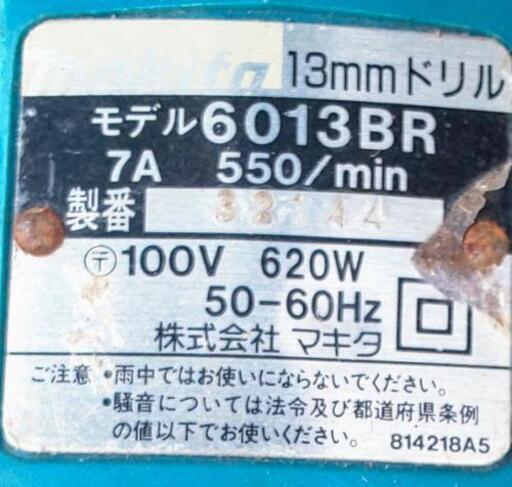 makita 13mmドリル
モデル6013BR
7A 550/min
製番 32144
〶100V 620W
50-60Hz
株式会社 マキタ
ご注意 •雨中ではお使いにならないでください。
•騒音については法令及び都道府県条例
の値以下でお使いください。 814218A5